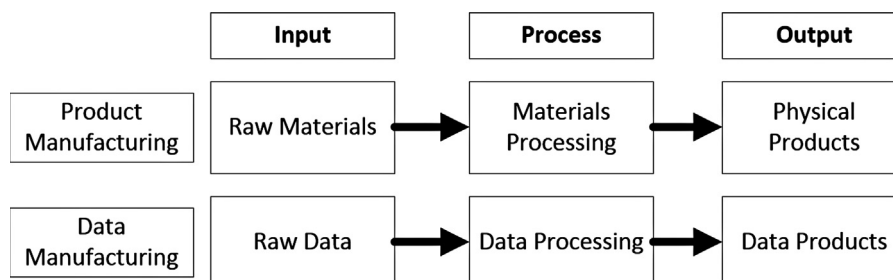 Input
Process
Output
Product
Manufacturing
Raw Materials
Materials
Processing
Physical
Products
Data
Manufacturing
Raw Data
Data Processing
Data Products